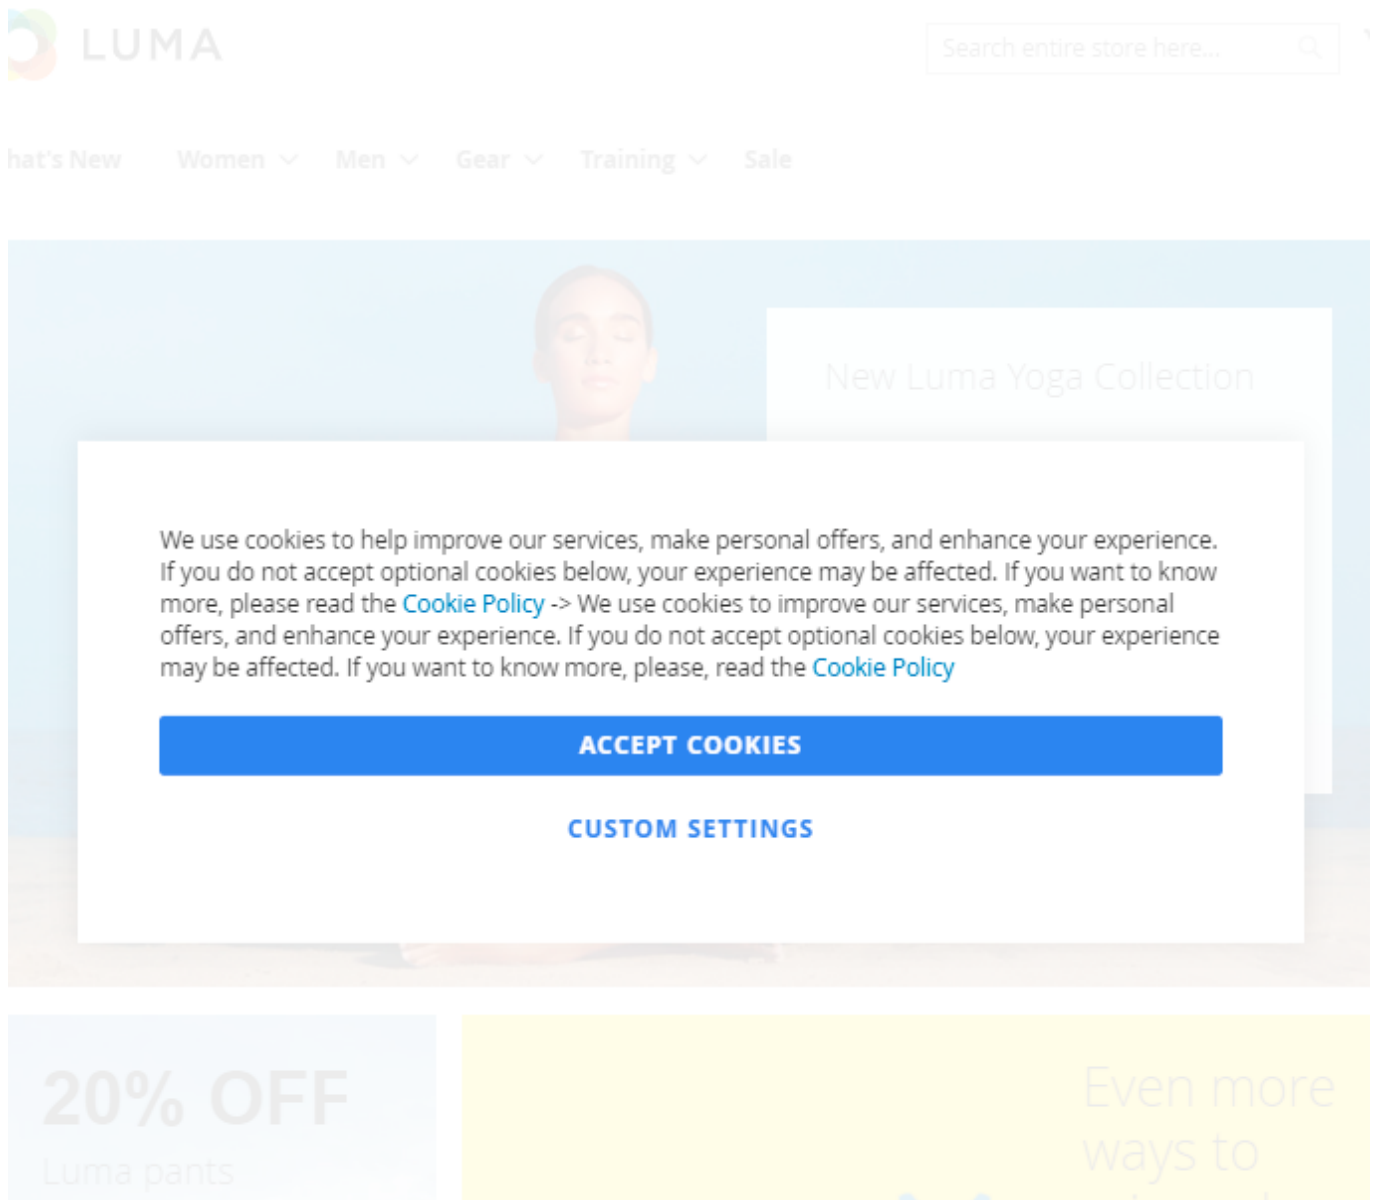 LUMA
Search entire store here...
hat's New Women Men Gear Training Sale
New Luma Yoga Collection
We use cookies to help improve our services, make personal offers, and enhance your experience.
If you do not accept optional cookies below, your experience may be affected. If you want to know
more, please read the Cookie Policy -> We use cookies to improve our services, make personal
offers, and enhance your experience. If you do not accept optional cookies below, your experience
may be affected. If you want to know more, please, read the Cookie Policy
ACCEPT COOKIES
CUSTOM SETTINGS
20% OFF
Luma pants
Even more
ways to